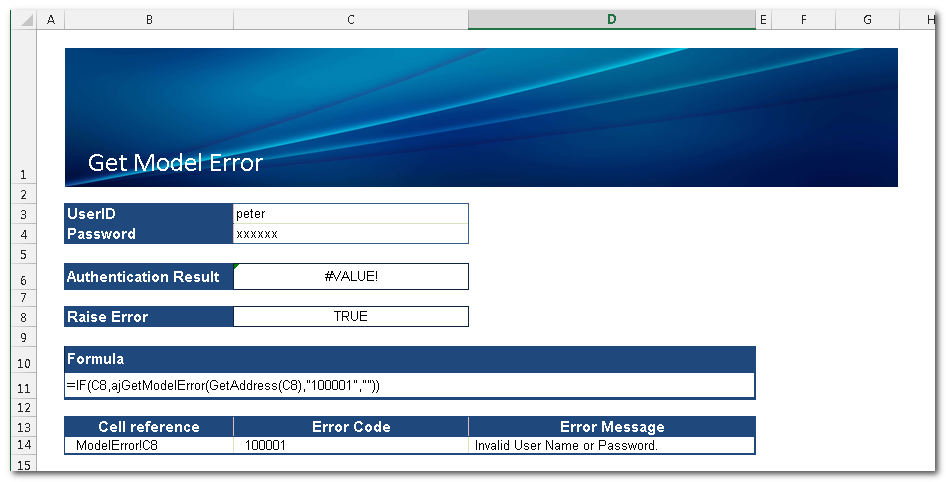 A B C D E F G H
Get Model Error
1
2
3 UserID peter
4 Password xxxxxx
5
6 Authentication Result #VALUE!
7
8 Raise Error TRUE
9
10 Formula
11 =IF(C8,ajGetModelError(GetAddress(C8),"100001",""))
12
13 Cell reference Error Code Error Message
14 ModelError!C8 100001 Invalid User Name or Password.
15